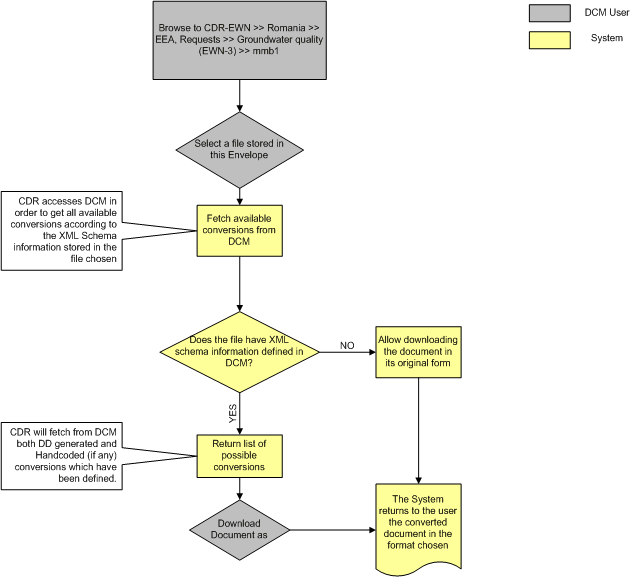 Browse to CDR-EWN >> Romania >>
EEA, Requests >> Groundwater quality
(EWN-3) >> mmb1
DCM User
System
Select a file stored in
this Envelope
CDR accesses DCM in
order to get all available
conversions according to
the XML Schema
information stored in the
file chosen
Fetch available
conversions from
DCM
Does the file have XML
schema information defined in
DCM?
NO
Allow downloading
the document in
its original form
YES
CDR will fetch from DCM
both DD generated and
Handcoded (if any)
conversions which have
been defined.
Return list of
possible
conversions
Download
Document as
The System
returns to the user
the converted
document in the
format chosen